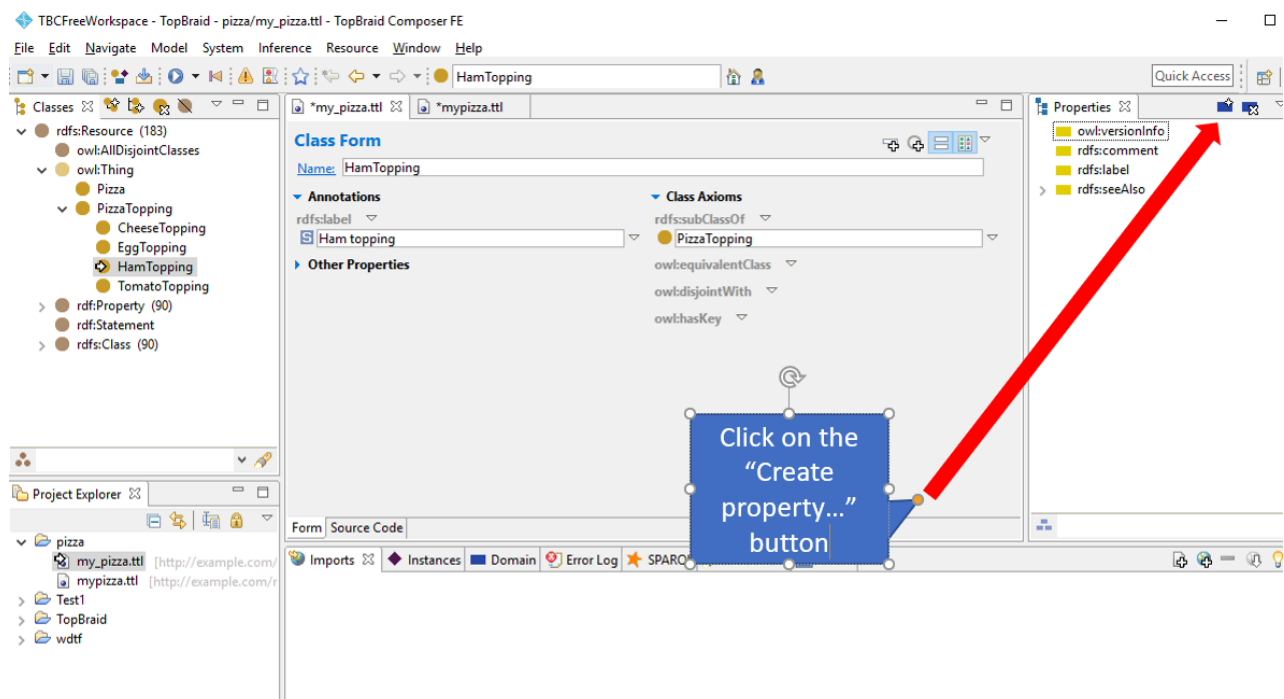 TBCFreeWorkspace - TopBraid - pizza/my_pizza.ttl - TopBraid Composer FE
File Edit Navigate Model System Inference Resource Window Help
HamTopping
Quick Access
Classes
rdfs:Resource (183)
owl:AllDisjointClasses
owl:Thing
Pizza
PizzaTopping
CheeseTopping
EggTopping
HamTopping
TomatoTopping
rdf:Property (90)
rdf:Statement
rdfs:Class (90)
*my_pizza.ttl *mypizza.ttl
Class Form
Name: HamTopping
Annotations
rdfs:label
S Ham topping
Other Properties
Class Axioms
rdfs:subClassOf
PizzaTopping
owl:equivalentClass
owl:disjointWith
owl:hasKey
Properties
owl:versionInfo
rdfs:comment
rdfs:label
rdfs:seeAlso
Click on the
“Create
property...”
button
Project Explorer
pizza
my_pizza.ttl [http://example.com/
mypizza.ttl [http://example.com/r
Test1
TopBraid
wdtf
Form Source Code
Imports Instances Domain Error Log